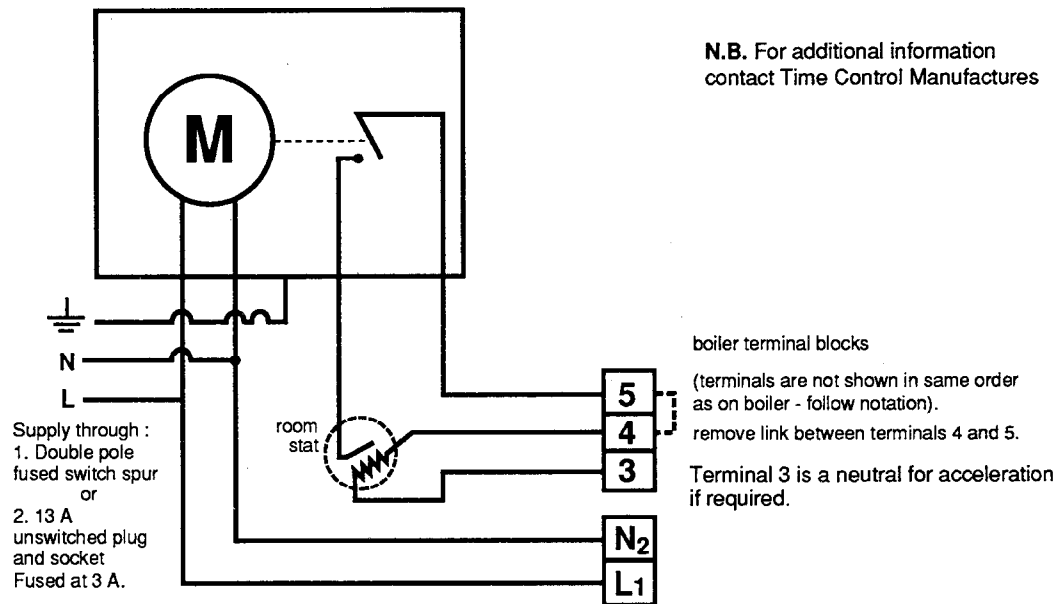 N.B. For additional information
contact Time Control Manufactures
M
N
L
Supply through :
1. Double pole
fused switch spur
or
2. 13 A
unswitched plug
and socket
Fused at 3 A.
room
stat
boiler terminal blocks
(terminals are not shown in same order
as on boiler - follow notation).
remove link between terminals 4 and 5.
Terminal 3 is a neutral for acceleration
if required.
5
4
3
N2
L1